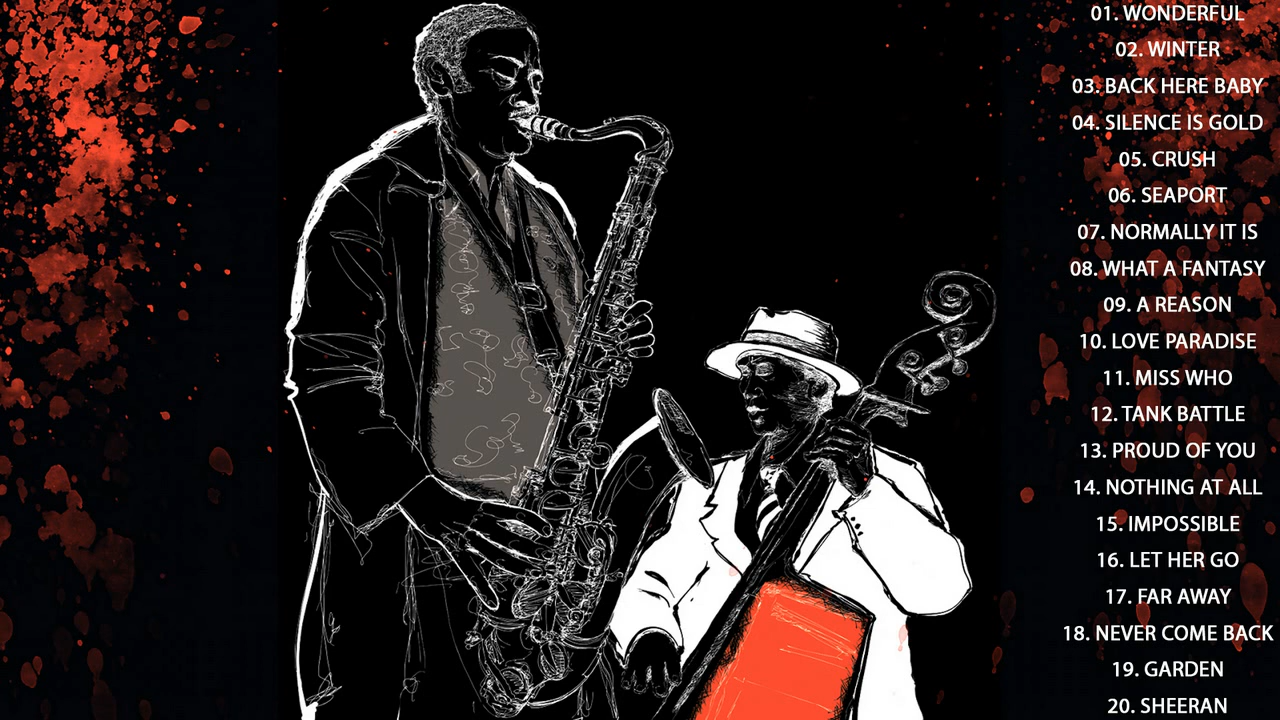 01. WONDERFUL
02. WINTER
03. BACK HERE BABY
04. SILENCE IS GOLD
05. CRUSH
06. SEAPORT
07. NORMALLY IT IS
08. WHAT A FANTASY
09. A REASON
10. LOVE PARADISE
11. MISS WHO
12. TANK BATTLE
13. PROUD OF YOU
14. NOTHING AT ALL
15. IMPOSSIBLE
16. LET HER GO
17. FAR AWAY
18. NEVER COME BACK
19. GARDEN
20. SHEERAN